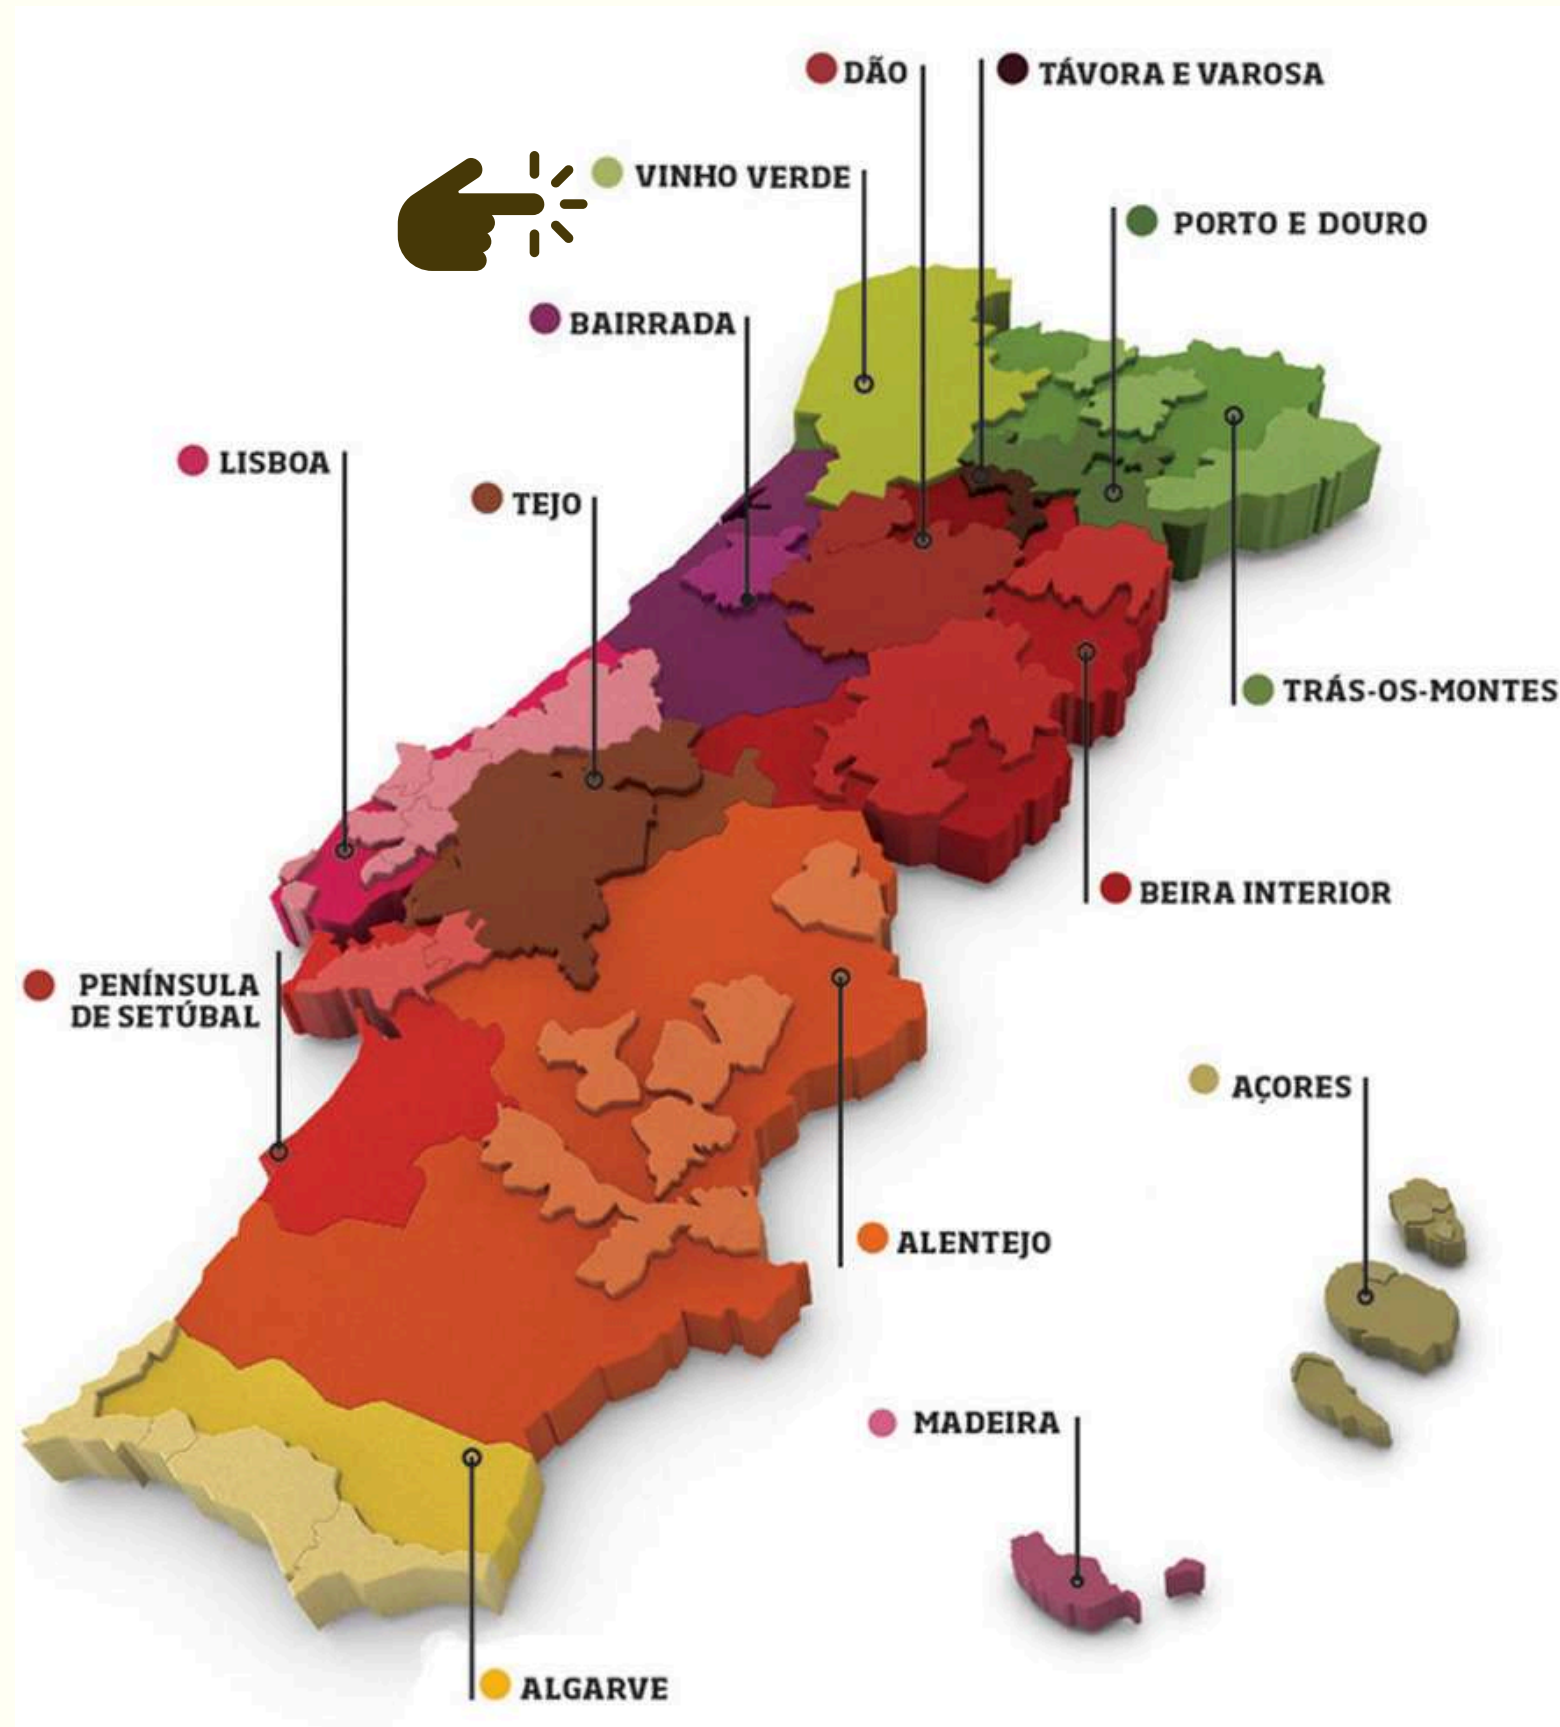 DÃO
TÁVORA E VAROSA
VINHO VERDE
PORTO E DOURO
BAIRRADA
LISBOA
TEJO
TRÁS-OS-MONTES
BEIRA INTERIOR
PENÍNSULA
DE SETÚBAL
AÇORES
ALENTEJO
MADEIRA
ALGARVE